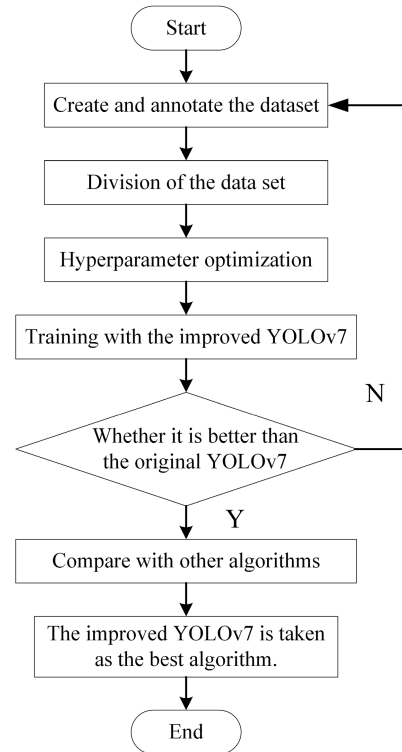 Start
Create and annotate the dataset
Division of the data set
Hyperparameter optimization
Training with the improved YOLOv7
N
Whether it is better than
the original YOLOv7
Y
Compare with other algorithms
The improved YOLOv7 is taken
as the best algorithm.
End